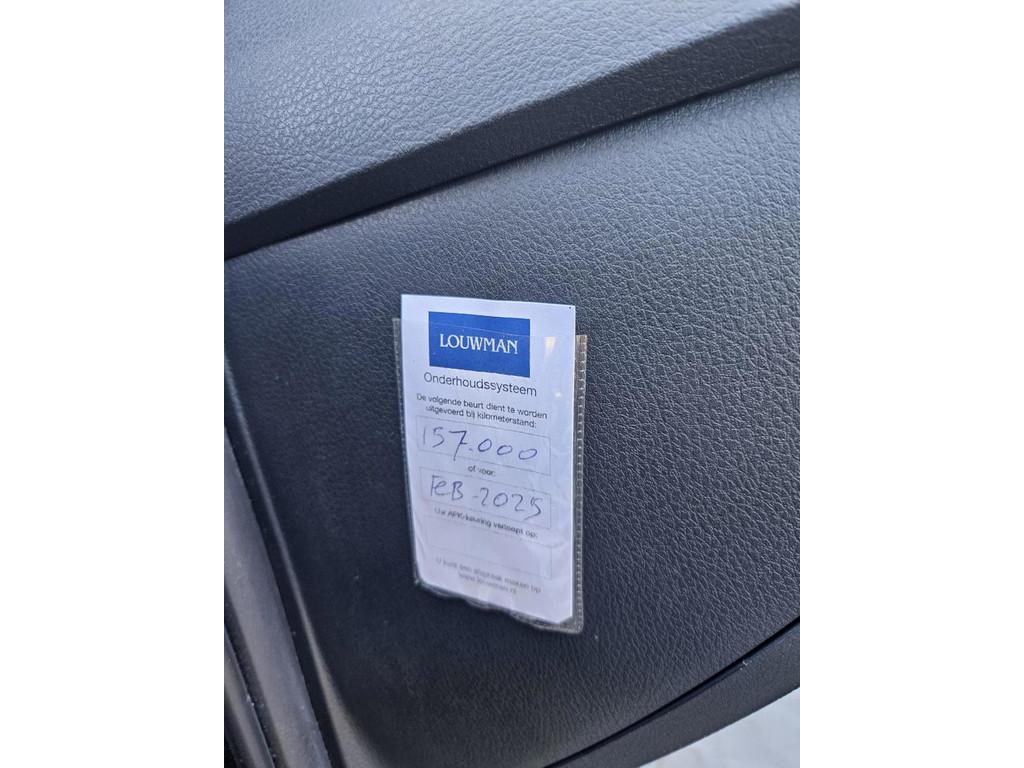 LOUWMAN
Onderhoudssysteem
De volgende beurt dient te worden
uitgevoerd bij kilometerstand:
157.000
of voor:
FEB-2025
Uw APK-keuring verloopt op:
U kunt een afspraak maken op
www.louwman.nl